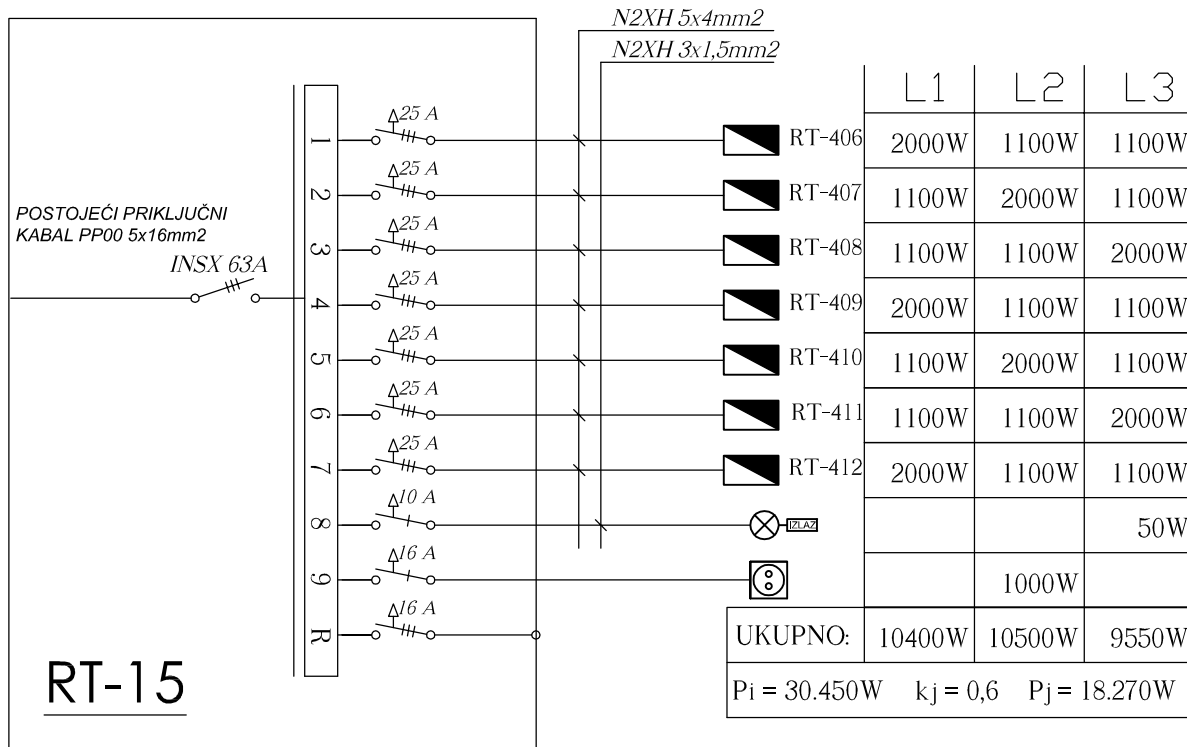 N2XH 5x4mm2
N2XH 3x1,5mm2
L1 L2 L3
1 25 A RT-406 2000W 1100W 1100W
2 25 A RT-407 1100W 2000W 1100W
POSTOJEĆI PRIKLJUČNI
KABAL PP00 5x16mm2
3 25 A RT-408 1100W 1100W 2000W
INSX 63A
4 25 A RT-409 2000W 1100W 1100W
5 25 A RT-410 1100W 2000W 1100W
6 25 A RT-411 1100W 1100W 2000W
7 25 A RT-412 2000W 1100W 1100W
8 10 A IZLAZ 50W
9 16 A 1000W
R 16 A
UKUPNO: 10400W 10500W 9550W
RT-15
Pi = 30.450W kj = 0,6 Pj = 18.270W